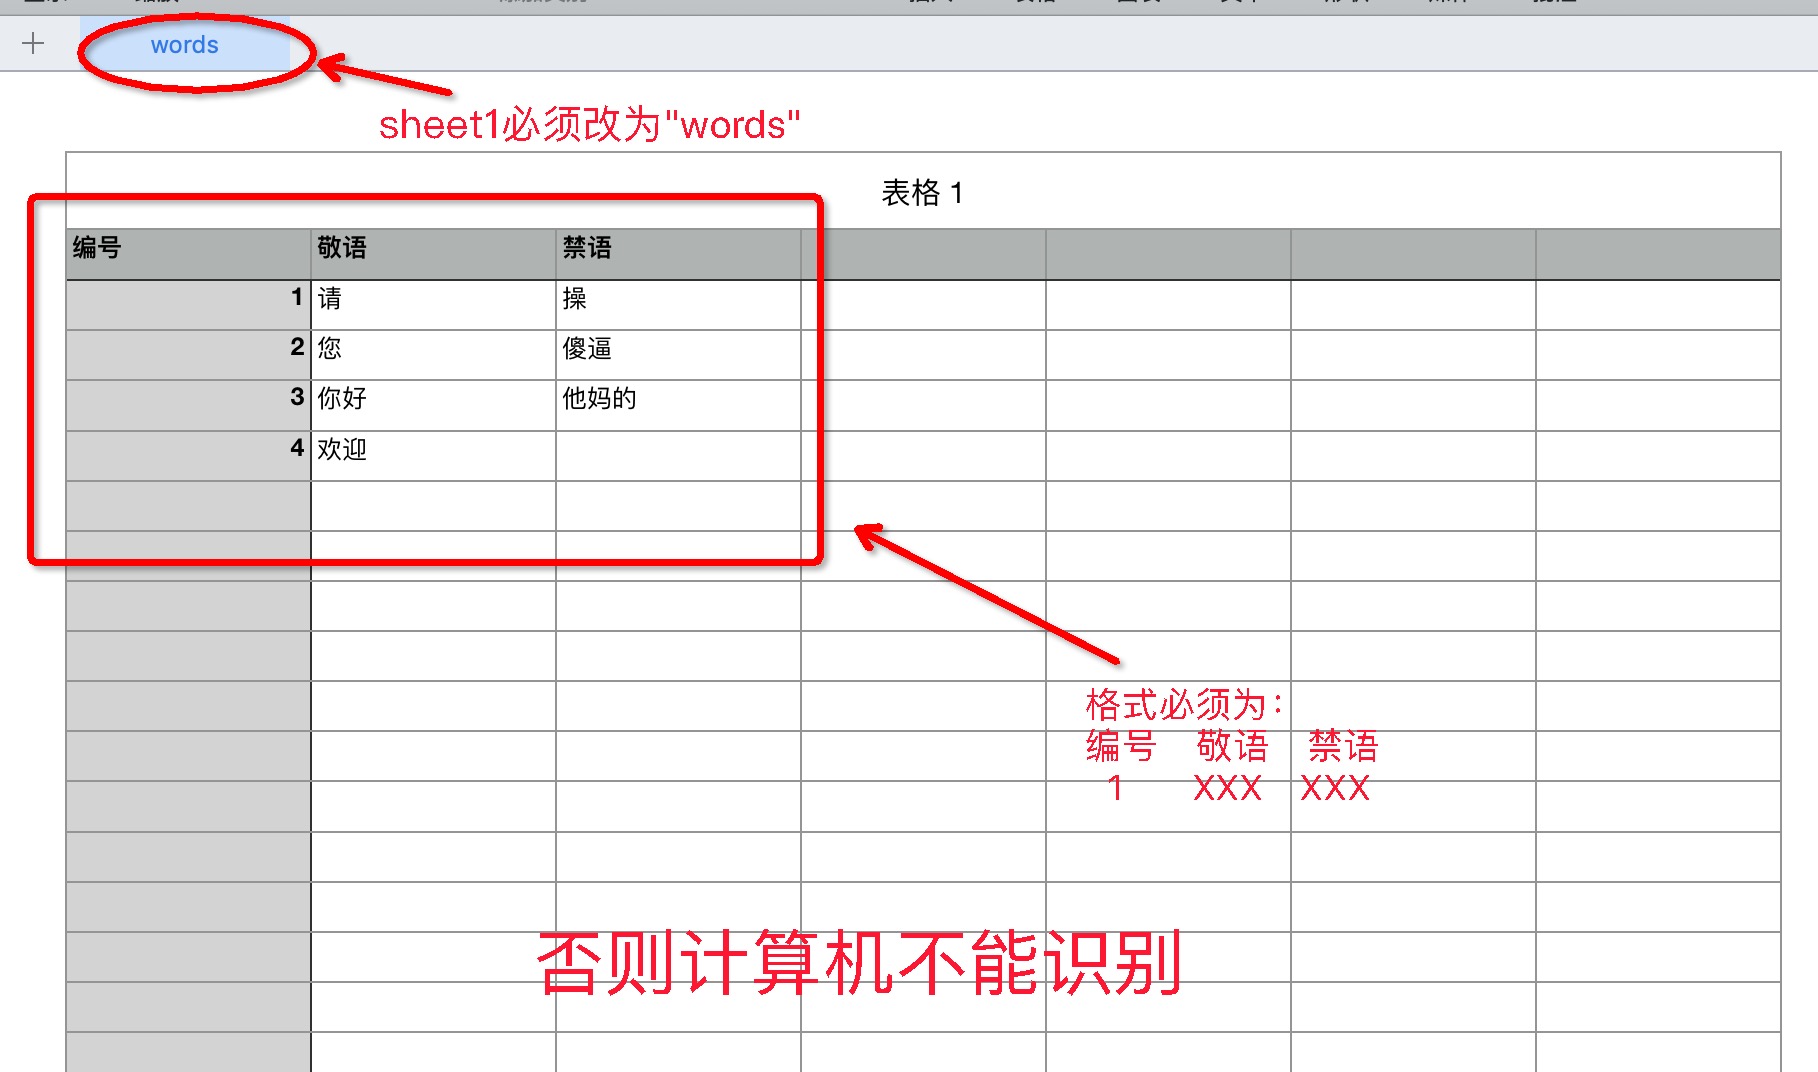 words
sheet1必须改为"words"
表格 1
编号 敬语 禁语
1 请 操
2 您 傻逼
3 你好 他妈的
4 欢迎
格式必须为：
编号 敬语 禁语
1 XXX XXX
否则计算机不能识别